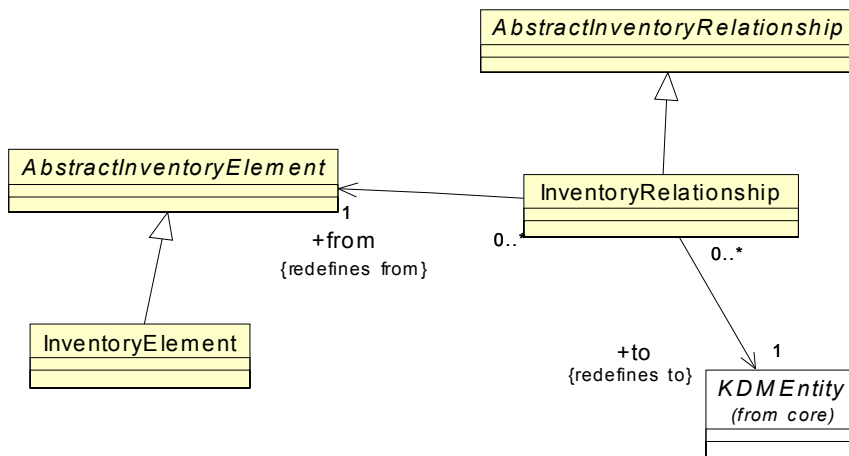 AbstractInventoryRelationship
AbstractInventoryElement
InventoryRelationship
1
+from
{redefines from}
0..*
0..*
InventoryElement
+to
{redefines to}
1
KDMEntity
(from core)